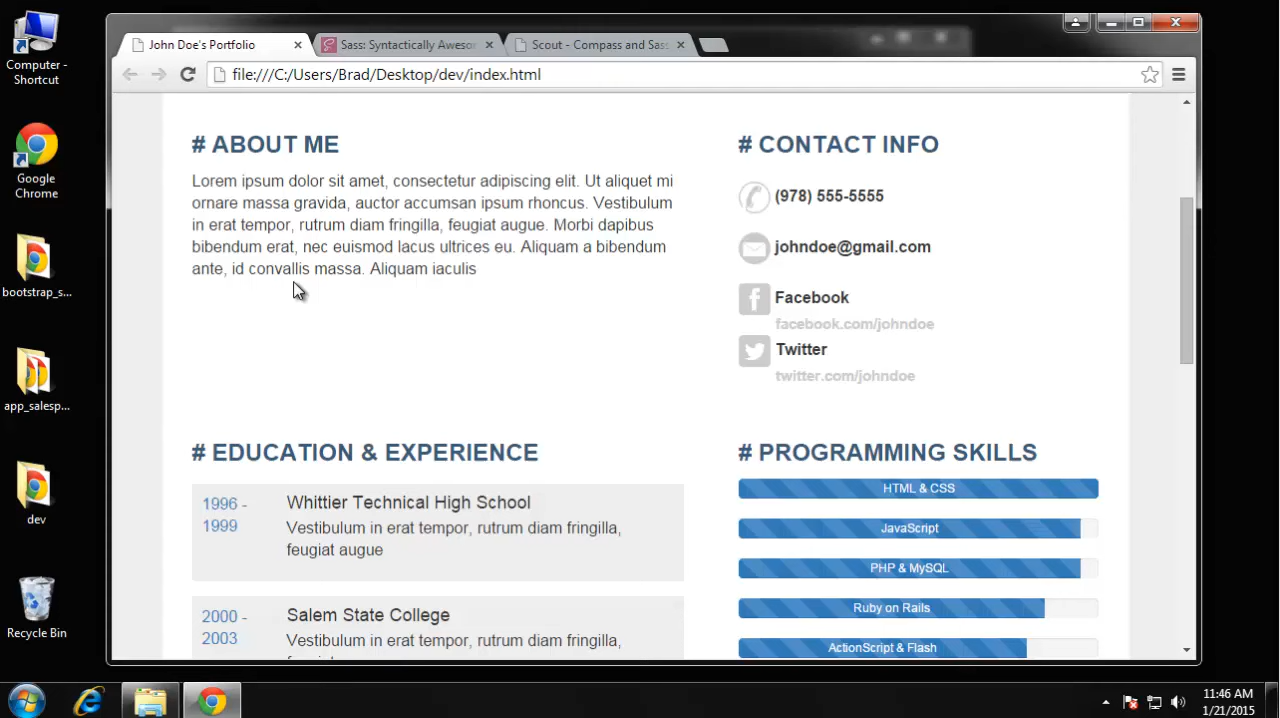 Computer -
Shortcut
Google
Chrome
bootstrap_s...
app_salesp...
dev
Recycle Bin
John Doe's Portfolio
Sass: Syntactically Aweso
Scout - Compass and Sass
file:///C:/Users/Brad/Desktop/dev/index.html
# ABOUT ME
Lorem ipsum dolor sit amet, consectetur adipiscing elit. Ut aliquet mi
ornare massa gravida, auctor accumsan ipsum rhoncus. Vestibulum
in erat tempor, rutrum diam fringilla, feugiat augue. Morbi dapibus
bibendum erat, nec euismod lacus ultrices eu. Aliquam a bibendum
ante, id convallis massa. Aliquam iaculis
# CONTACT INFO
(978) 555-5555
johndoe@gmail.com
Facebook
facebook.com/johndoe
Twitter
twitter.com/johndoe
# EDUCATION & EXPERIENCE
1996 -
1999
Whittier Technical High School
Vestibulum in erat tempor, rutrum diam fringilla,
feugiat augue
2000 -
2003
Salem State College
Vestibulum in erat tempor, rutrum diam fringilla,
# PROGRAMMING SKILLS
HTML & CSS
JavaScript
PHP & MySQL
Ruby on Rails
ActionScript & Flash
11:46 AM
1/21/2015